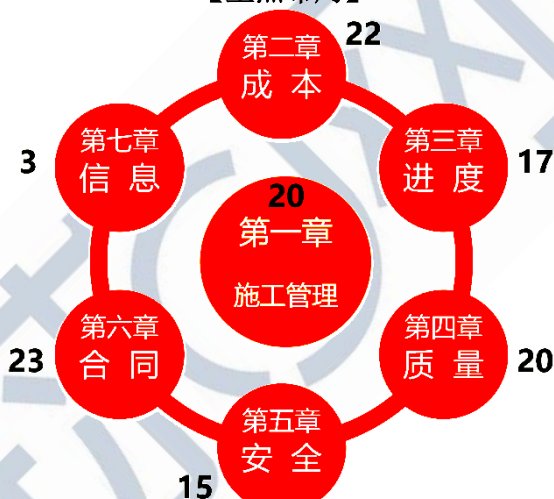 22
第二章
成 本
第七章
信 息
3
第三章
进 度
17
20
第一章
施工管理
第六章
合 同
23
第四章
质 量
20
第五章
安 全
15